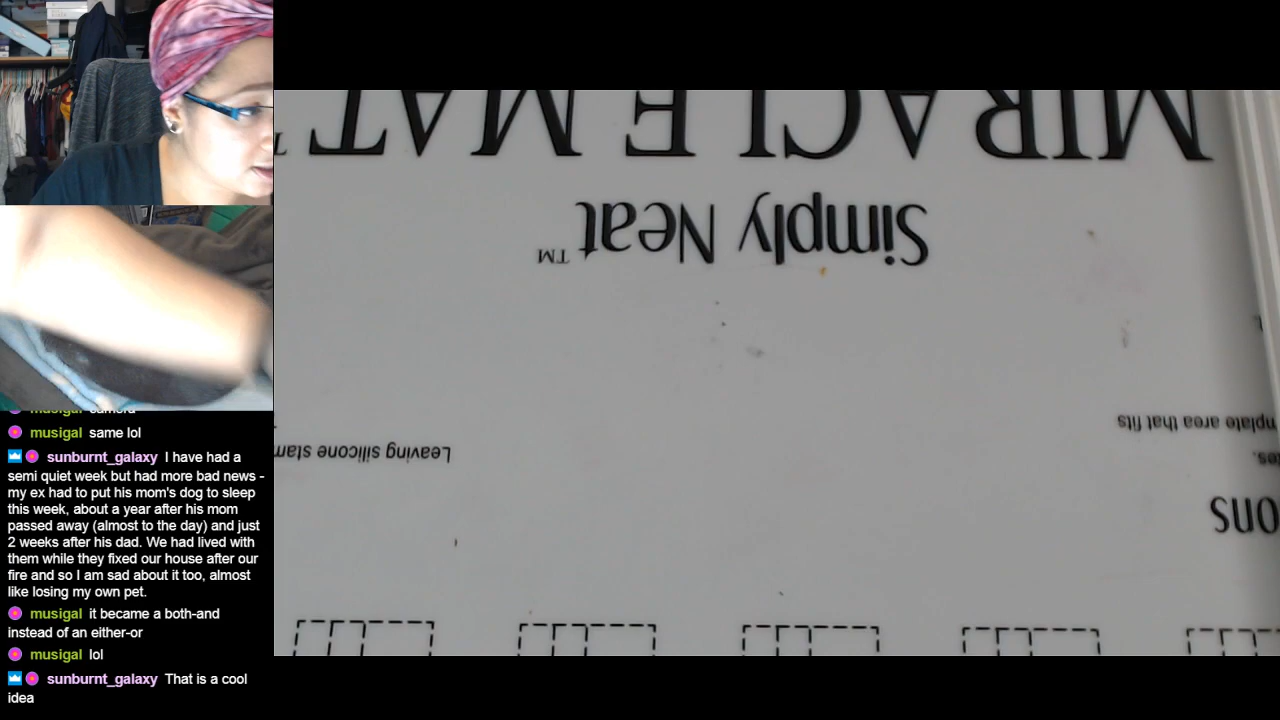 MIRACLE MAT
Simply Neat™
Leaving silicone
area that fits
ons
musigal same lol
sunburnt_galaxy I have had a
semi quiet week but had more bad news -
my ex had to put his mom's dog to sleep
this week, about a year after his mom
passed away (almost to the day) and just
2 weeks after his dad. We had lived with
them while they fixed our house after our
fire and so I am sad about it too, almost
like losing my own pet.
musigal it became a both-and
instead of an either-or
musigal lol
sunburnt_galaxy That is a cool
idea